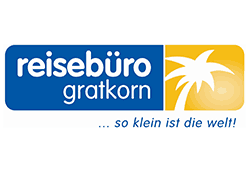 reisebüro
gratkorn
... so klein ist die welt!